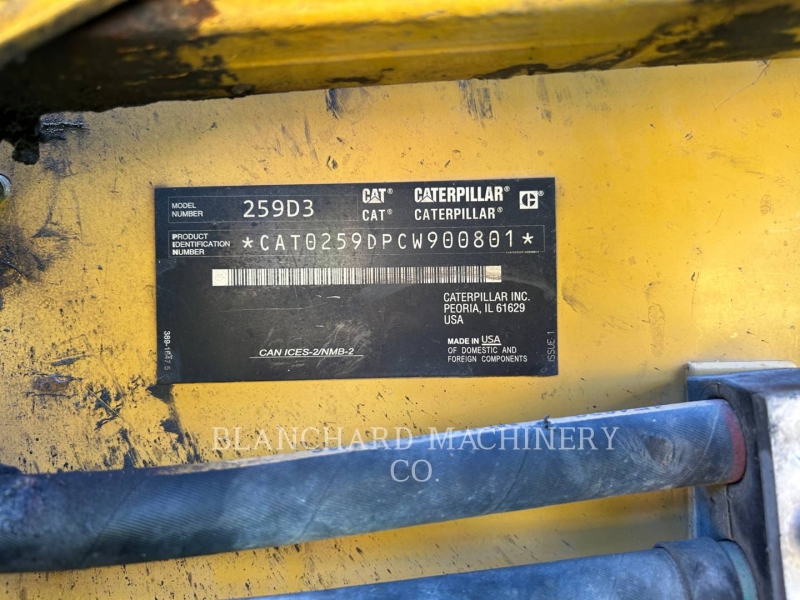 MODEL NUMBER 259D3 CAT® CATERPILLAR®
CAT® CATERPILLAR®
PRODUCT IDENTIFICATION NUMBER *CAT0259DPCW900801*
CATERPILLAR INC.
PEORIA, IL 61629
USA
CAN ICES-2/NMB-2
MADE IN USA
OF DOMESTIC AND
FOREIGN COMPONENTS
ISSUE 1
BLANCHARD MACHINERY
CO.